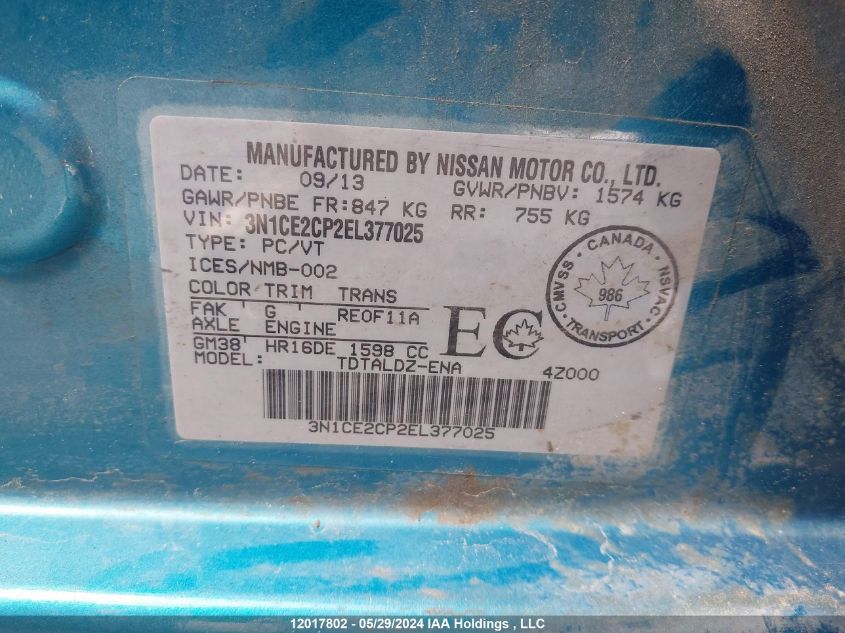 MANUFACTURED BY NISSAN MOTOR CO., LTD.
DATE: 09/13 GVWR/PNBV: 1574 KG
GAWR/PNBE FR:847 KG RR: 755 KG
VIN: 3N1CE2CP2EL377025
TYPE: PC/VT
ICES/NMB-002
COLOR TRIM TRANS
FAK ' G ' RE0F11A
AXLE ENGINE
GM38' HR16DE 1598 CC
MODEL: TDTALDZ-ENA 4Z000
EC
CANADA
CMVSS · NSVAC
986
TRANSPORT
3N1CE2CP2EL377025
12017802 - 05/29/2024 IAA Holdings , LLC